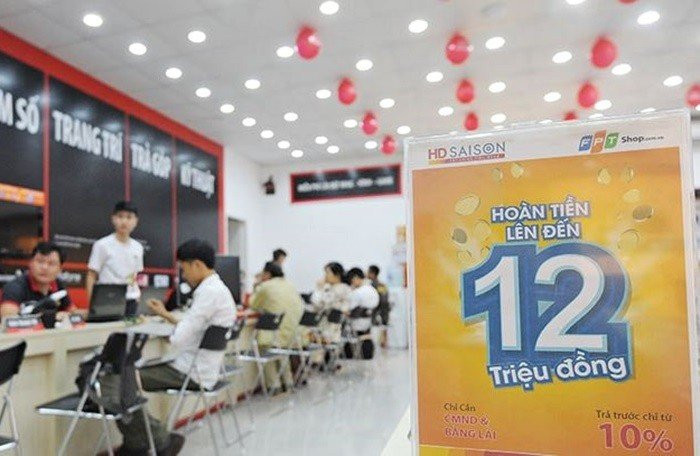 M SỐ
TRANG TRÍ
TRẢ GÓP
KỸ THUẬT
HD SAISON
FPT Shop.com.vn
HOÀN TIỀN
LÊN ĐẾN
12
Triệu đồng
Chỉ Cần
CMND &
BẰNG LÁI
Trả trước chỉ từ
10%